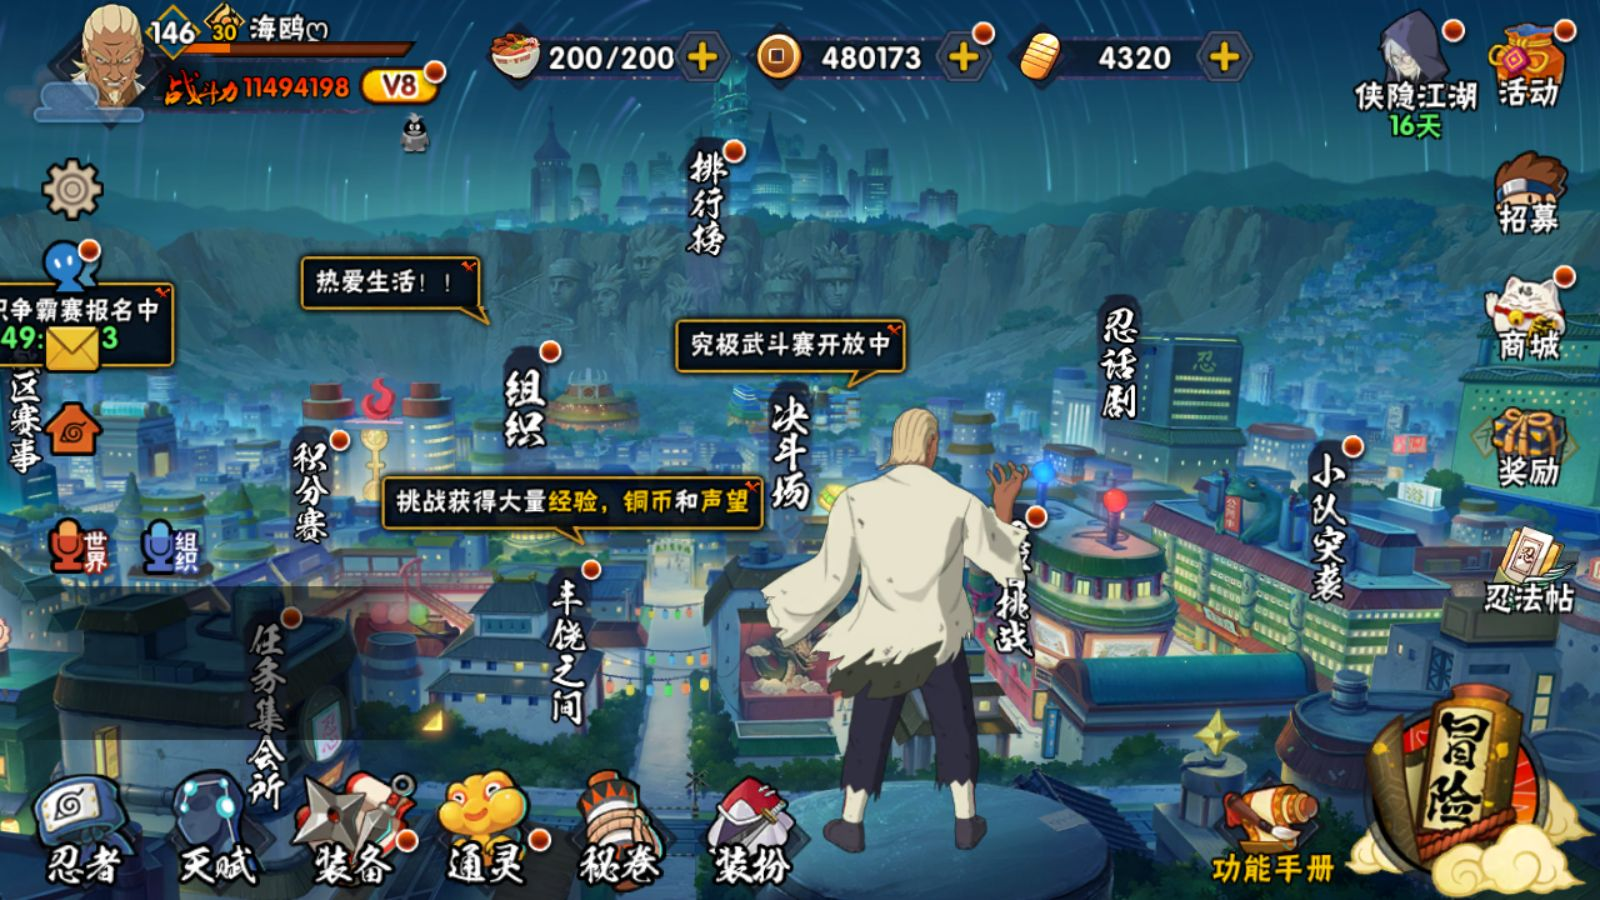 146
30
海鸥ღ
战斗力 11494198
V8
200/200
480173
4320
侠隐江湖
16天
活动
排行榜
招募
热爱生活！！
争霸赛报名中
49:
3
究极武斗赛开放中
忍话剧
忍
商城
组织
决斗场
区赛事
积分赛
小队突袭
奖励
挑战获得大量经验，铜币和声望
世界
组织
丰饶之间
挑战
忍法帖
任务集会所
冒险
忍者
天赋
装备
通灵
秘卷
装扮
功能手册